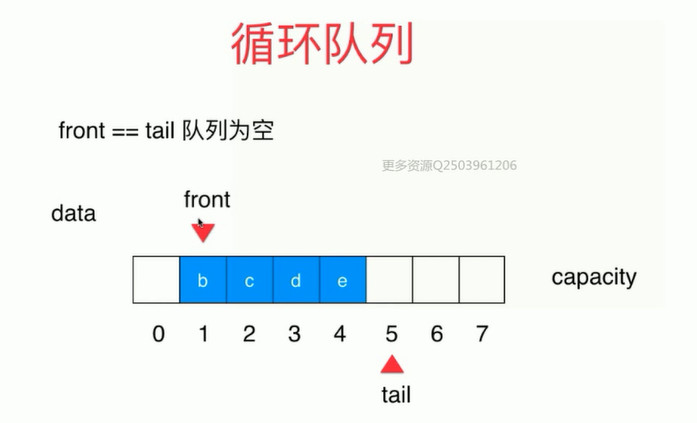 循环队列
front == tail 队列为空
更多资源Q2503961206
front
data
b c d e
capacity
0 1 2 3 4 5 6 7
tail